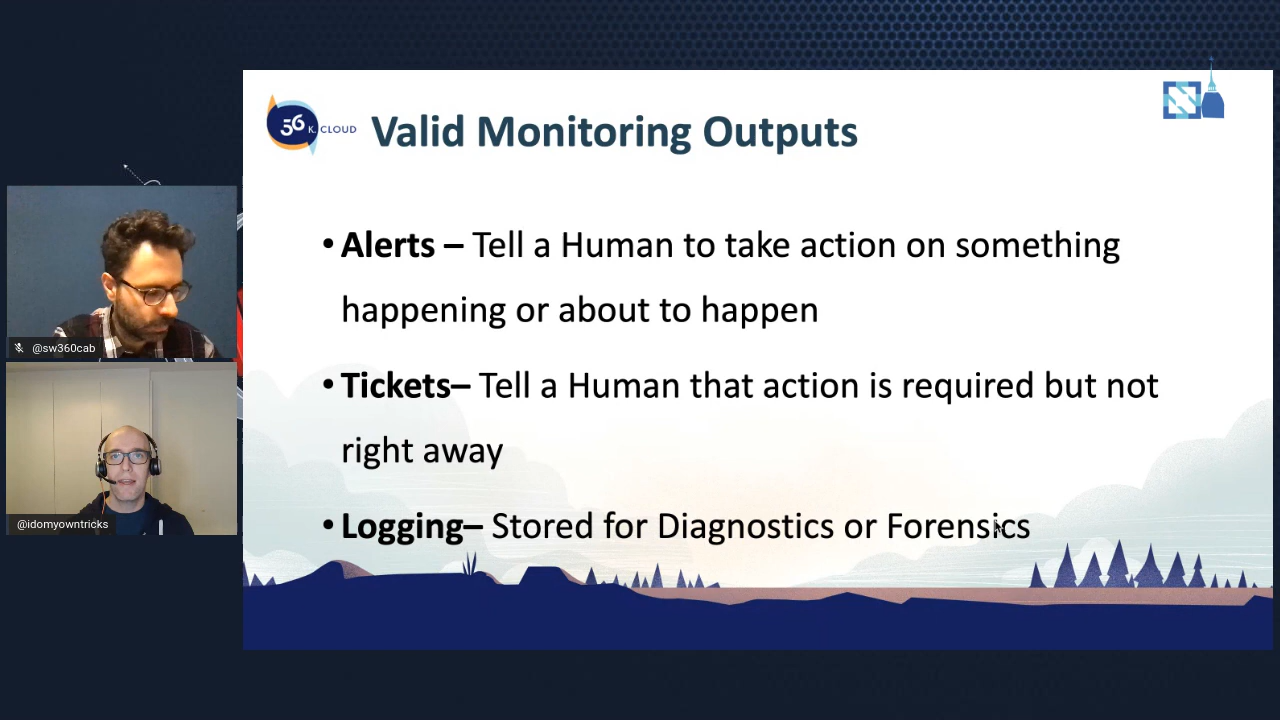 56
K.CLOUD
Valid Monitoring Outputs
• Alerts – Tell a Human to take action on something
happening or about to happen
• Tickets– Tell a Human that action is required but not
right away
• Logging– Stored for Diagnostics or Forensics
@sw360cab
@idomyowntricks